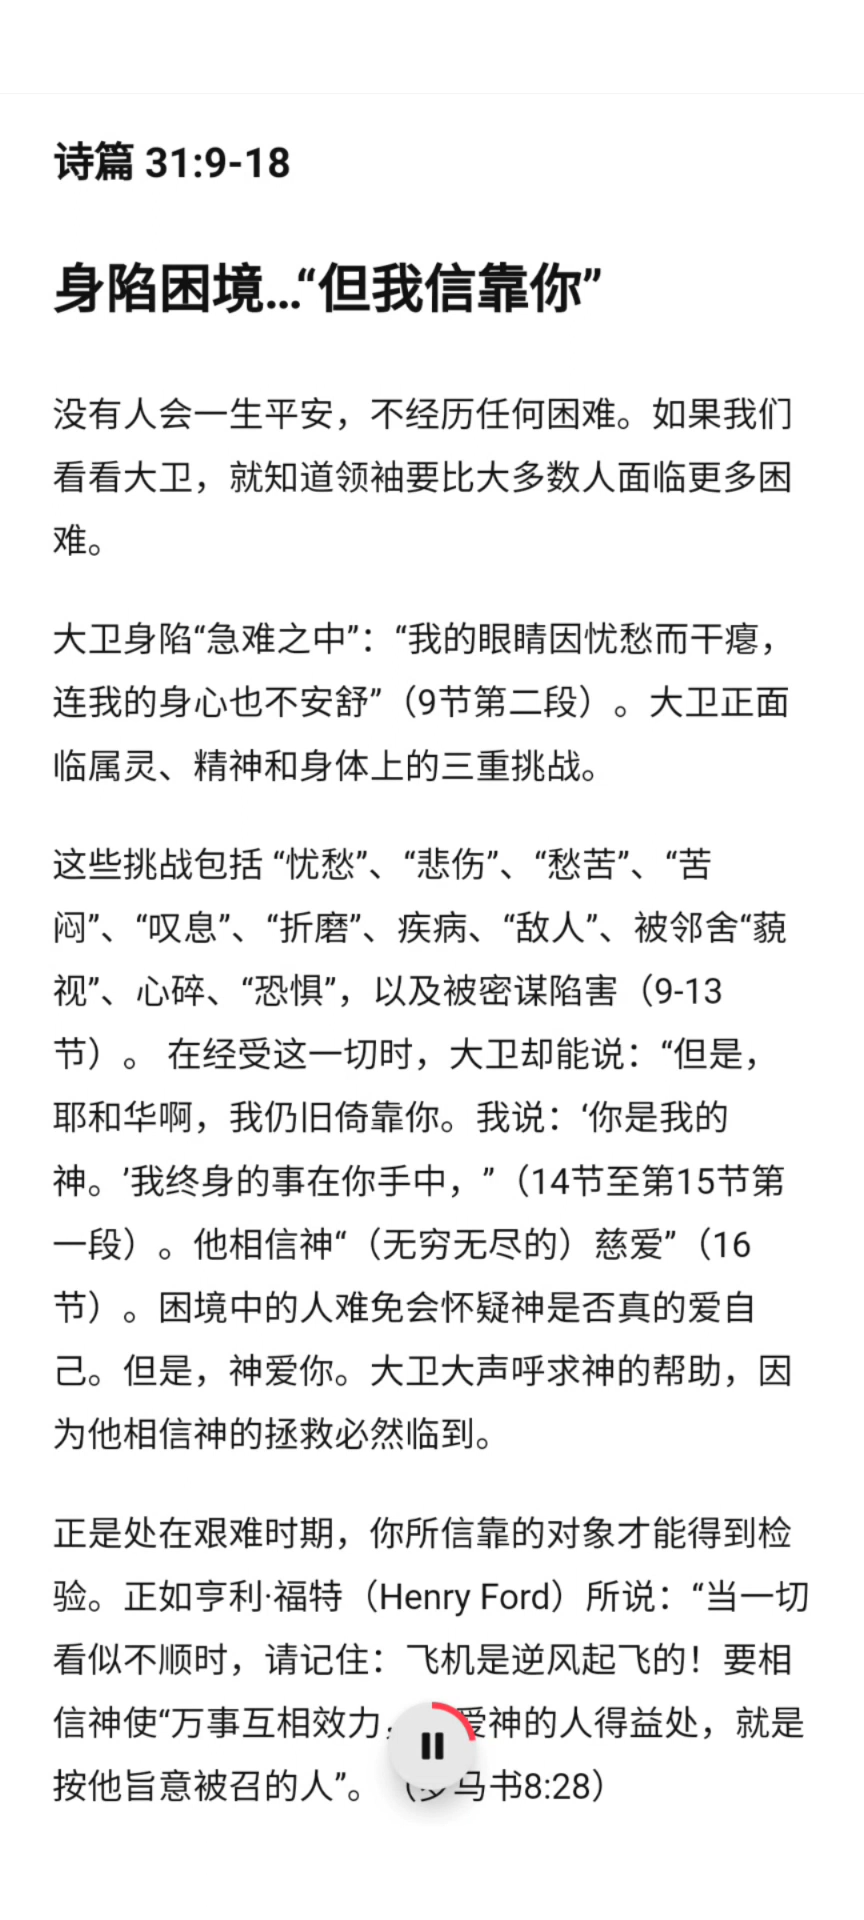 诗篇 31:9-18
身陷困境...“但我信靠你”
没有人会一生平安，不经历任何困难。如果我们
看看大卫，就知道领袖要比大多数人面临更多困
难。
大卫身陷“急难之中”：“我的眼睛因忧愁而干瘪，
连我的身心也不安舒”（9节第二段）。大卫正面
临属灵、精神和身体上的三重挑战。
这些挑战包括 “忧愁”、“悲伤”、“愁苦”、“苦
闷”、“叹息”、“折磨”、疾病、“敌人”、被邻舍“藐
视”、心碎、“恐惧”，以及被密谋陷害（9-13
节）。 在经受这一切时，大卫却能说：“但是，
耶和华啊，我仍旧倚靠你。我说：‘你是我的
神。’我终身的事在你手中，”（14节至第15节第
一段）。他相信神“（无穷无尽的）慈爱”（16
节）。困境中的人难免会怀疑神是否真的爱自
己。但是，神爱你。大卫大声呼求神的帮助，因
为他相信神的拯救必然临到。
正是处在艰难时期，你所信靠的对象才能得到检
验。正如亨利·福特（Henry Ford）所说：“当一切
看似不顺时，请记住：飞机是逆风起飞的！要相
信神使“万事互相效力，爱神的人得益处，就是
按他旨意被召的人”。（罗马书8:28）